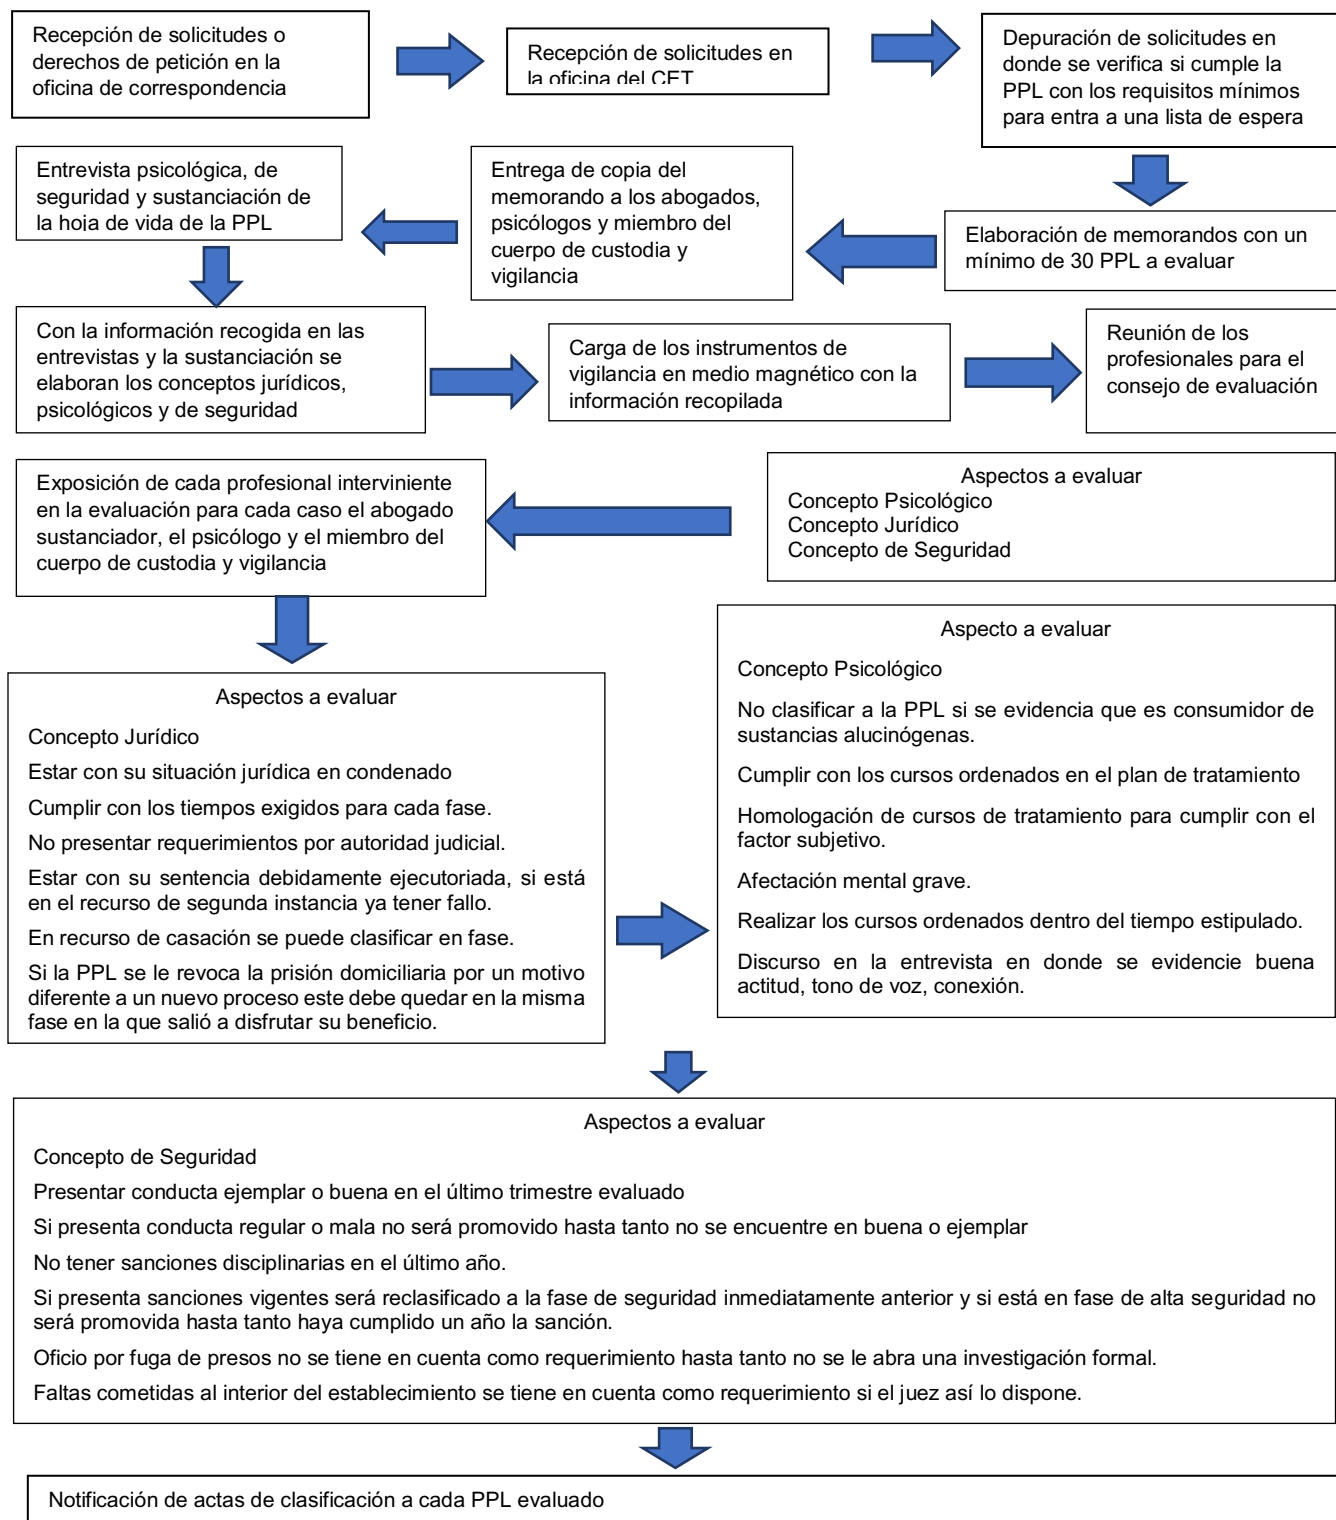 Recepción de solicitudes o
derechos de petición en la
oficina de correspondencia
Recepción de solicitudes en
la oficina del CET
Depuración de solicitudes en
donde se verifica si cumple la
PPL con los requisitos mínimos
para entra a una lista de espera
Elaboración de memorandos con un
mínimo de 30 PPL a evaluar
Entrega de copia del
memorando a los abogados,
psicólogos y miembro del
cuerpo de custodia y
vigilancia
Entrevista psicológica, de
seguridad y sustanciación de
la hoja de vida de la PPL
Con la información recogida en las
entrevistas y la sustanciación se
elaboran los conceptos jurídicos,
psicológicos y de seguridad
Carga de los instrumentos de
vigilancia en medio magnético con la
información recopilada
Reunión de los
profesionales para el
consejo de evaluación
Aspectos a evaluar
Concepto Psicológico
Concepto Jurídico
Concepto de Seguridad
Exposición de cada profesional interviniente
en la evaluación para cada caso el abogado
sustanciador, el psicólogo y el miembro del
cuerpo de custodia y vigilancia
Aspectos a evaluar
Concepto Jurídico
Estar con su situación jurídica en condenado
Cumplir con los tiempos exigidos para cada fase.
No presentar requerimientos por autoridad judicial.
Estar con su sentencia debidamente ejecutoriada, si está
en el recurso de segunda instancia ya tener fallo.
En recurso de casación se puede clasificar en fase.
Si la PPL se le revoca la prisión domiciliaria por un motivo
diferente a un nuevo proceso este debe quedar en la misma
fase en la que salió a disfrutar su beneficio.
Aspecto a evaluar
Concepto Psicológico
No clasificar a la PPL si se evidencia que es consumidor de
sustancias alucinógenas.
Cumplir con los cursos ordenados en el plan de tratamiento
Homologación de cursos de tratamiento para cumplir con el
factor subjetivo.
Afectación mental grave.
Realizar los cursos ordenados dentro del tiempo estipulado.
Discurso en la entrevista en donde se evidencie buena
actitud, tono de voz, conexión.
Aspectos a evaluar
Concepto de Seguridad
Presentar conducta ejemplar o buena en el último trimestre evaluado
Si presenta conducta regular o mala no será promovido hasta tanto no se encuentre en buena o ejemplar
No tener sanciones disciplinarias en el último año.
Si presenta sanciones vigentes será reclasificado a la fase de seguridad inmediatamente anterior y si está en fase de alta seguridad no
será promovida hasta tanto haya cumplido un año la sanción.
Oficio por fuga de presos no se tiene en cuenta como requerimiento hasta tanto no se le abra una investigación formal.
Faltas cometidas al interior del establecimiento se tiene en cuenta como requerimiento si el juez así lo dispone.
Notificación de actas de clasificación a cada PPL evaluado